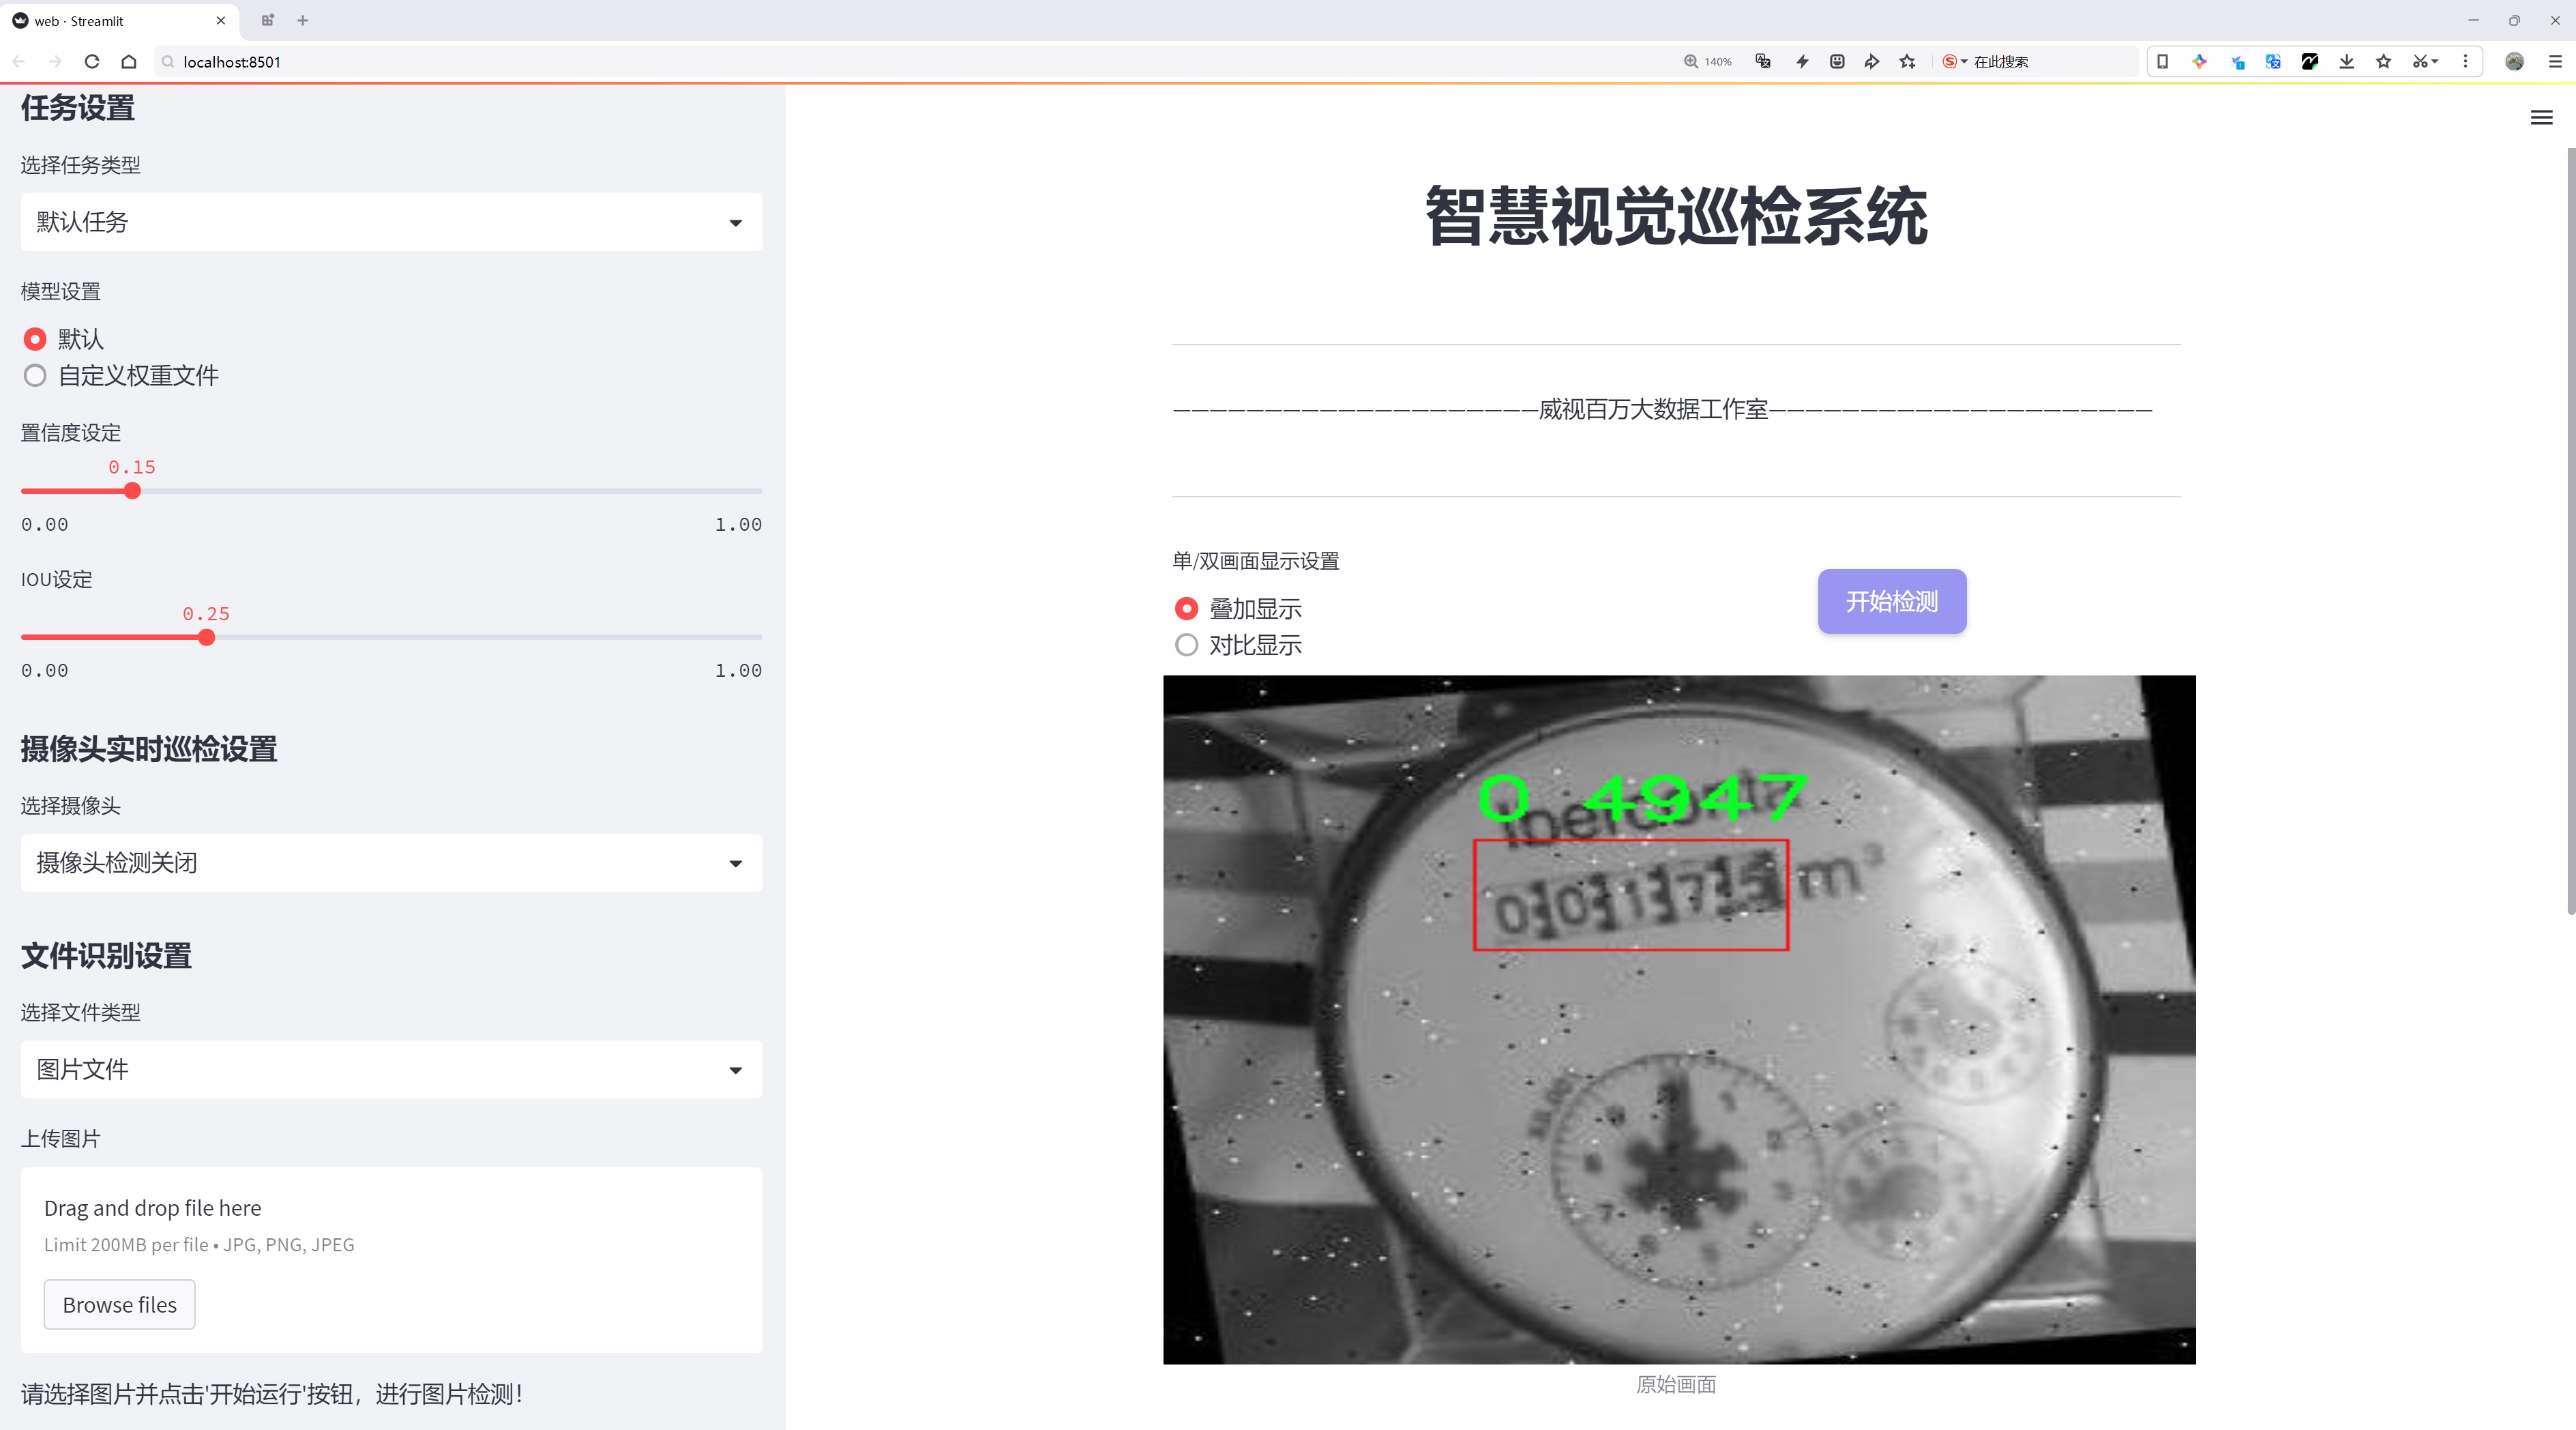 web · Streamlit
localhost:8501
140%
在此搜索
任务设置
选择任务类型
默认任务
模型设置
默认
自定义权重文件
置信度设定
0.15
0.00
1.00
IOU设定
0.25
0.00
1.00
摄像头实时巡检设置
选择摄像头
摄像头检测关闭
文件识别设置
选择文件类型
图片文件
上传图片
Drag and drop file here
Limit 200MB per file • JPG, PNG, JPEG
Browse files
请选择图片并点击'开始运行'按钮，进行图片检测！
智慧视觉巡检系统
————————————————————威视百万大数据工作室—————————————————————
单/双画面显示设置
叠加显示
对比显示
开始检测
0 4947
00175 m³
原始画面